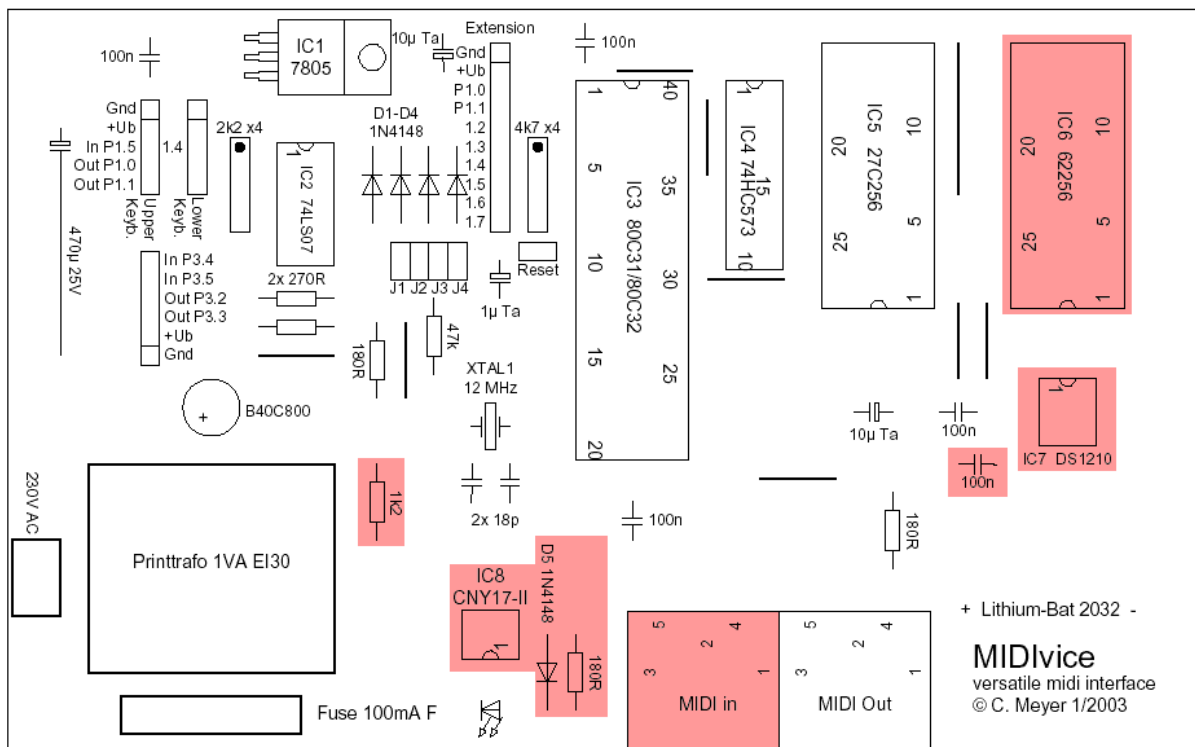 Extension
100n
IC1
7805
10µ Ta
Gnd
+Ub
P1.0
P1.1
1.2
1.3
1.4
1.5
1.6
1.7
100n
Gnd
+Ub
In P1.5
Out P1.0
Out P1.1
1.4
Upper
Keyb.
Lower
Keyb.
2k2 x4
1
IC2 74LS07
D1-D4
1N4148
4k7 x4
Reset
1
5
10
15
20
40
35
30
25
IC3 80C31/80C32
1
15
10
IC4 74HC573
20
25
10
5
1
IC5 27C256
20
25
10
5
1
IC6 62256
470µ 25V
In P3.4
In P3.5
Out P3.2
Out P3.3
+Ub
Gnd
2x 270R
J1 J2 J3 J4
1µ Ta
180R
47k
XTAL1
12 MHz
B40C800
10µ Ta
100n
1
IC7 DS1210
100n
230V AC
Printtrafo 1VA EI30
1k2
2x 18p
100n
180R
IC8
CNY17-II
1
D5 1N4148
180R
5
4
2
3
1
MIDI in
5
4
2
3
1
MIDI Out
+ Lithium-Bat 2032 -
MIDIvice
versatile midi interface
© C. Meyer 1/2003
Fuse 100mA F
+